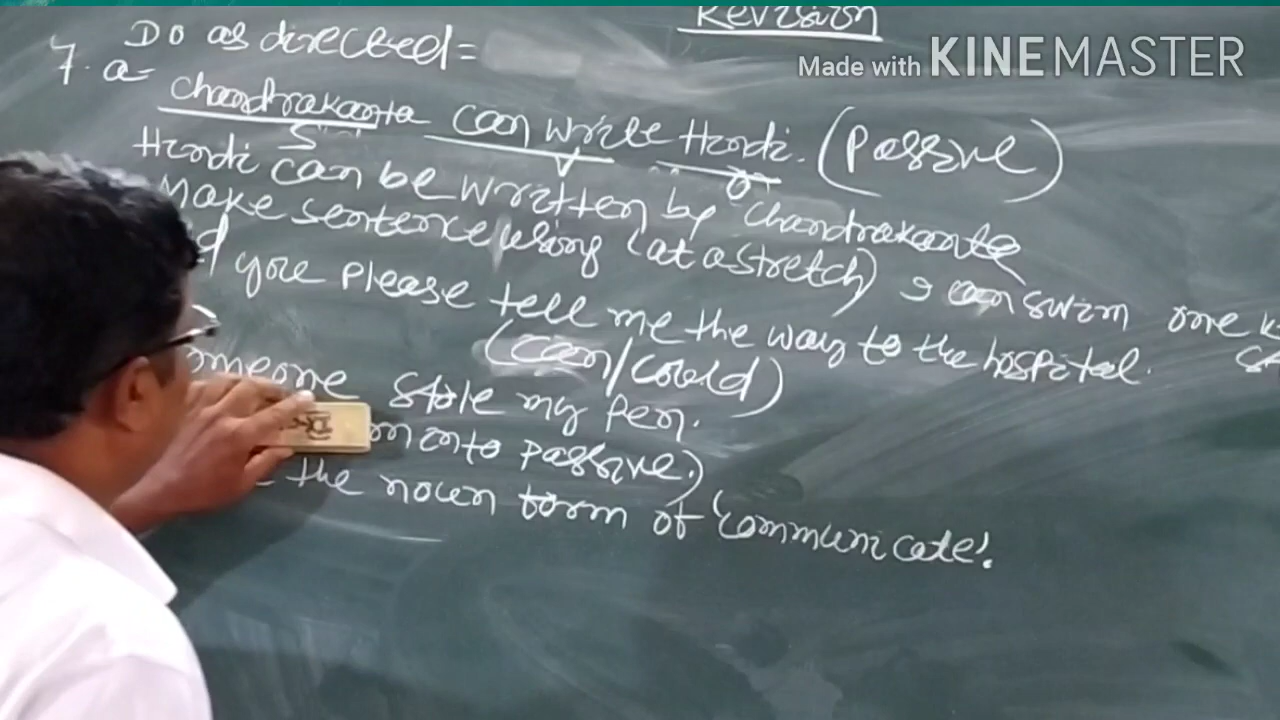 Revision
Made with KINEMASTER
Do as directed=
7. a- Chandrakanta can write Hindi. (Passive)
S V O
Hindi can be written by Chandrakanta
Make sentence using (at a stretch) I can swim one k
d you please tell me the way to the hospital.
(can/could)
omeone stole my pen.
m into passive.)
the noun form of 'communicate'.